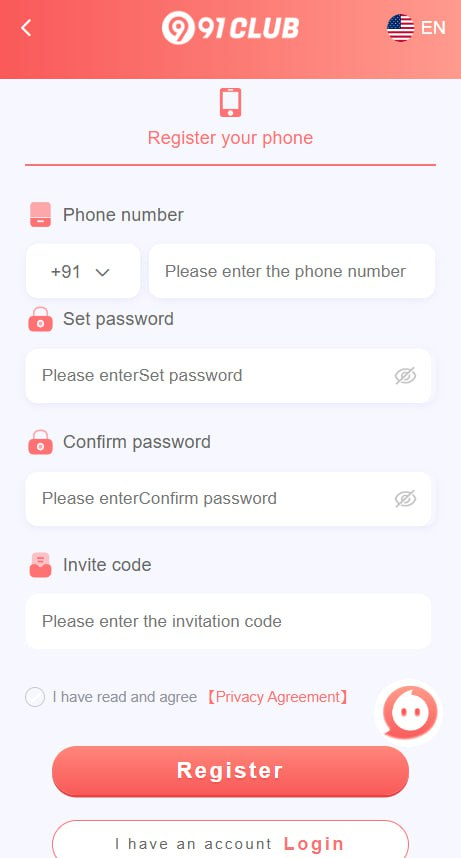 91 CLUB
EN
Register your phone
Phone number
+91
Please enter the phone number
Set password
Please enterSet password
Confirm password
Please enterConfirm password
Invite code
Please enter the invitation code
I have read and agree 【Privacy Agreement】
Register
I have an account Login